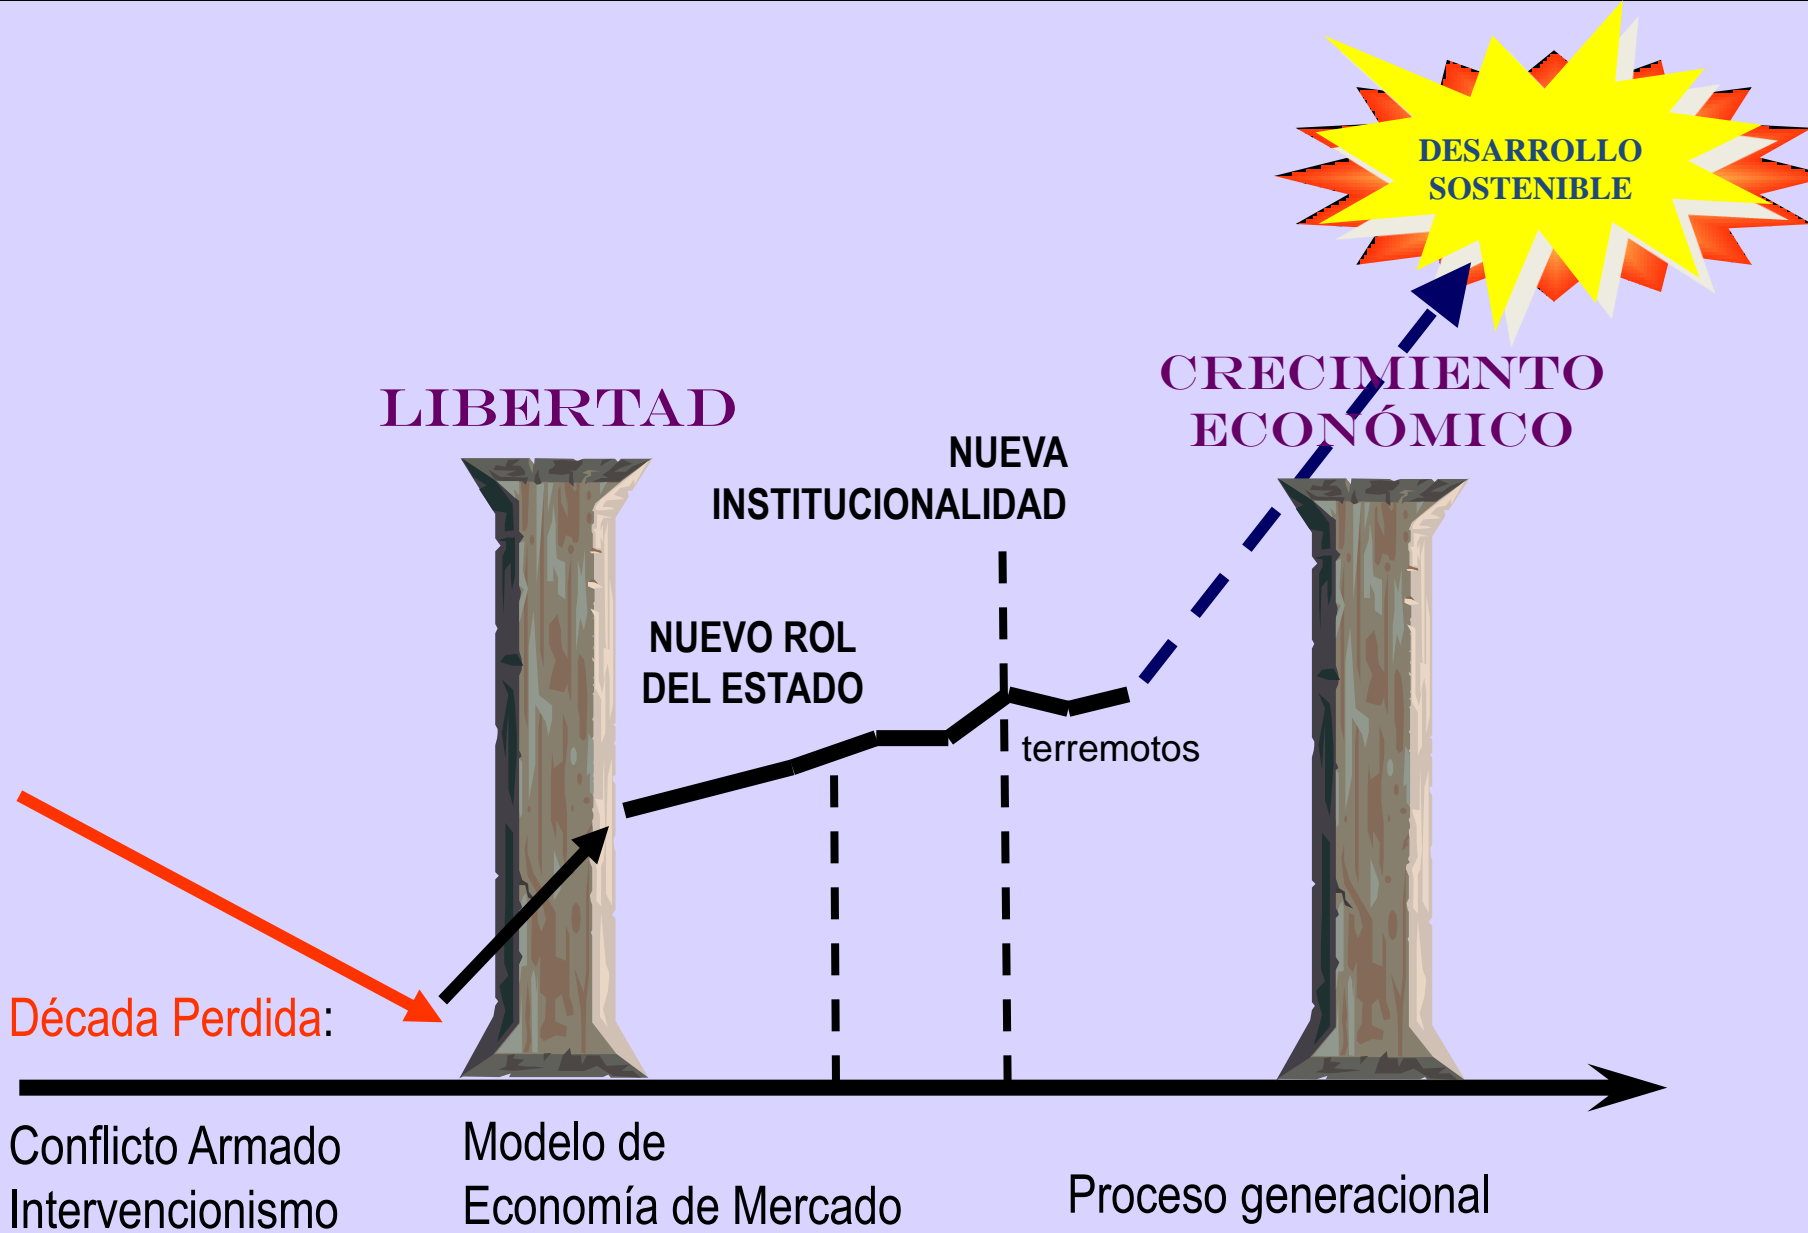 DESARROLLO
SOSTENIBLE
CRECIMIENTO
ECONÓMICO
LIBERTAD
NUEVA
INSTITUCIONALIDAD
NUEVO ROL
DEL ESTADO
terremotos
Década Perdida:
Conflicto Armado
Intervencionismo
Modelo de
Economía de Mercado
Proceso generacional